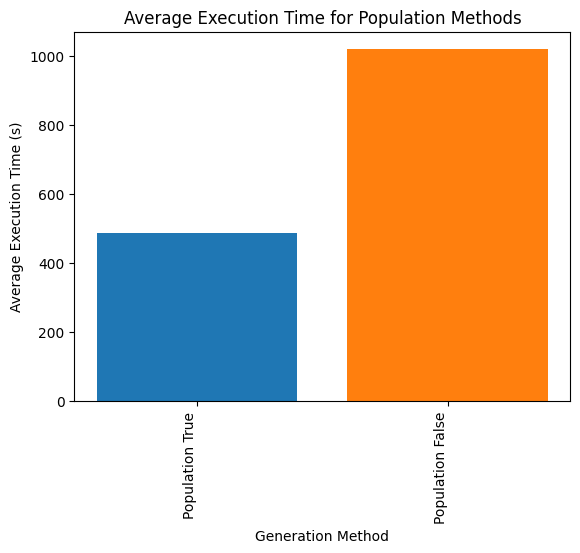 Average Execution Time for Population Methods
Average Execution Time (s)
1000
800
600
400
200
0
Population True
Population False
Generation Method